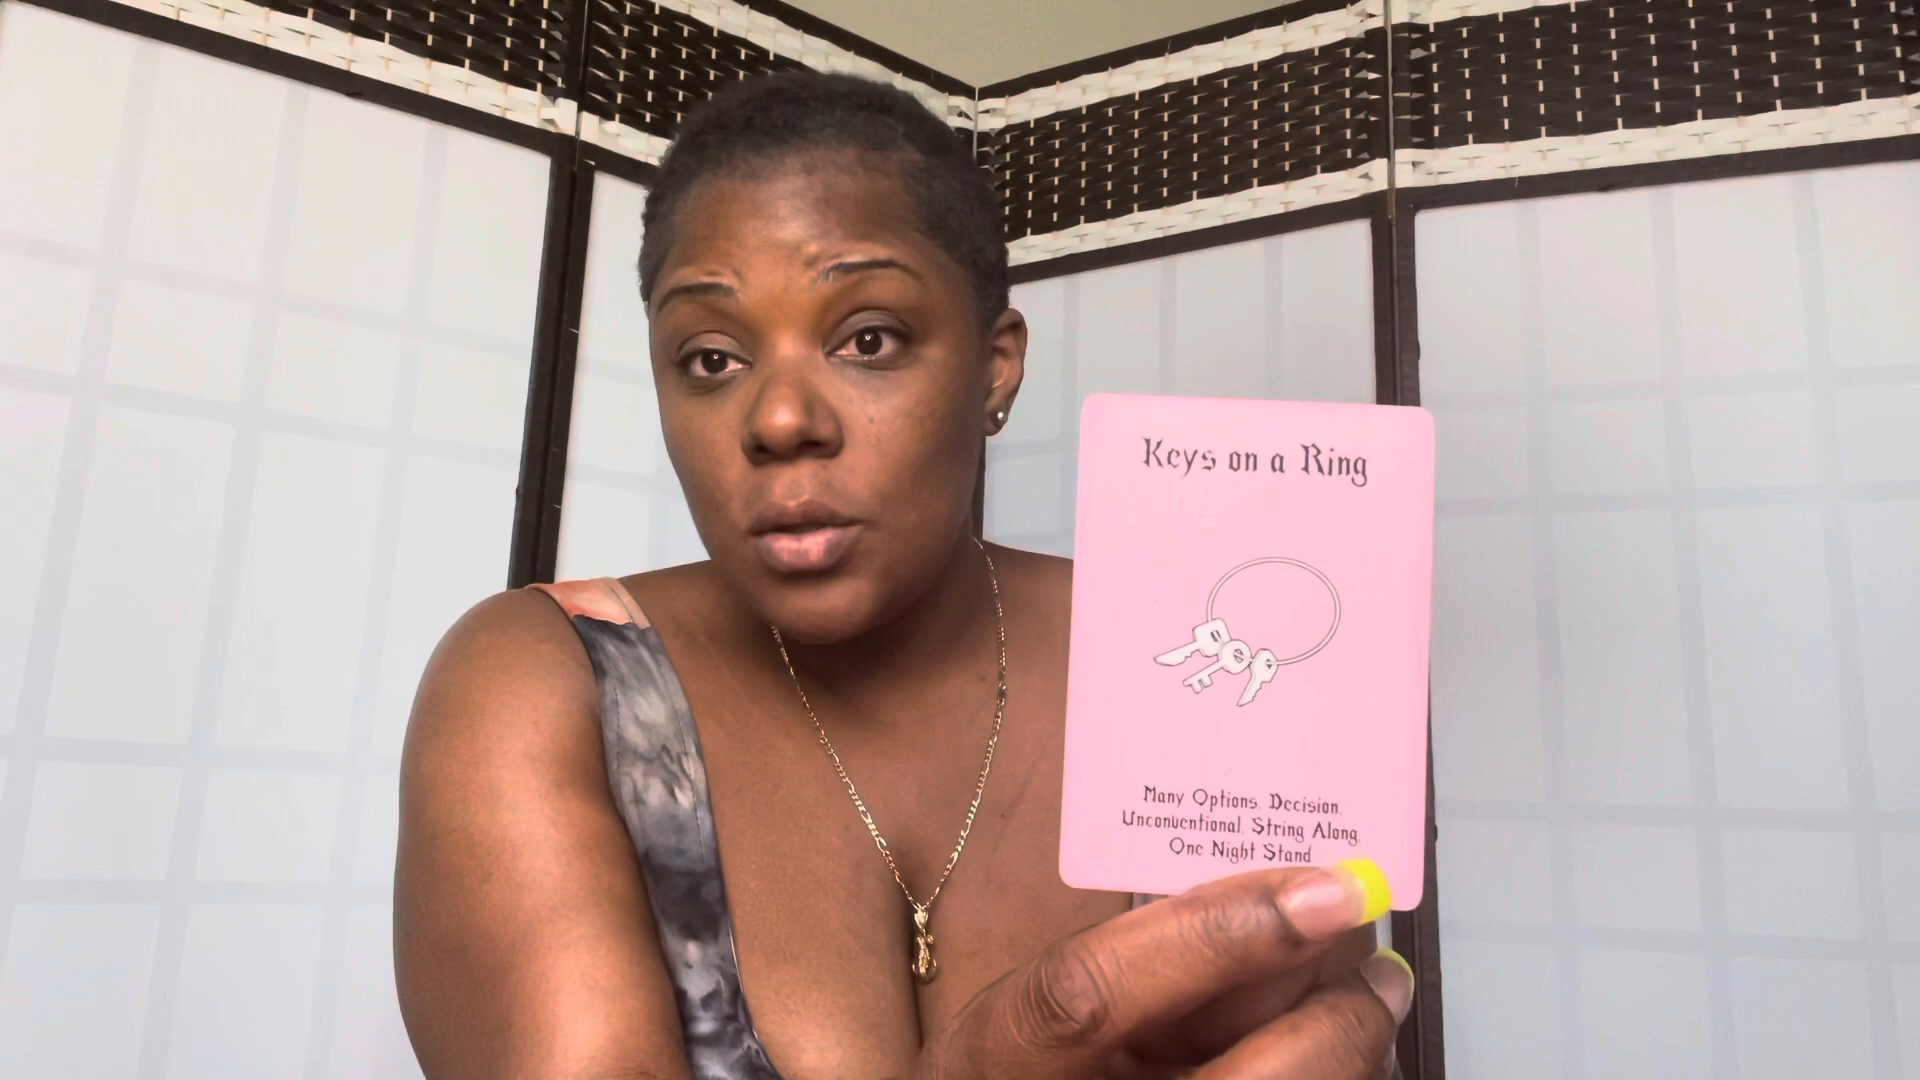 Keys on a Ring
Many Options, Decision,
Unconventional, String Along,
One Night Stand